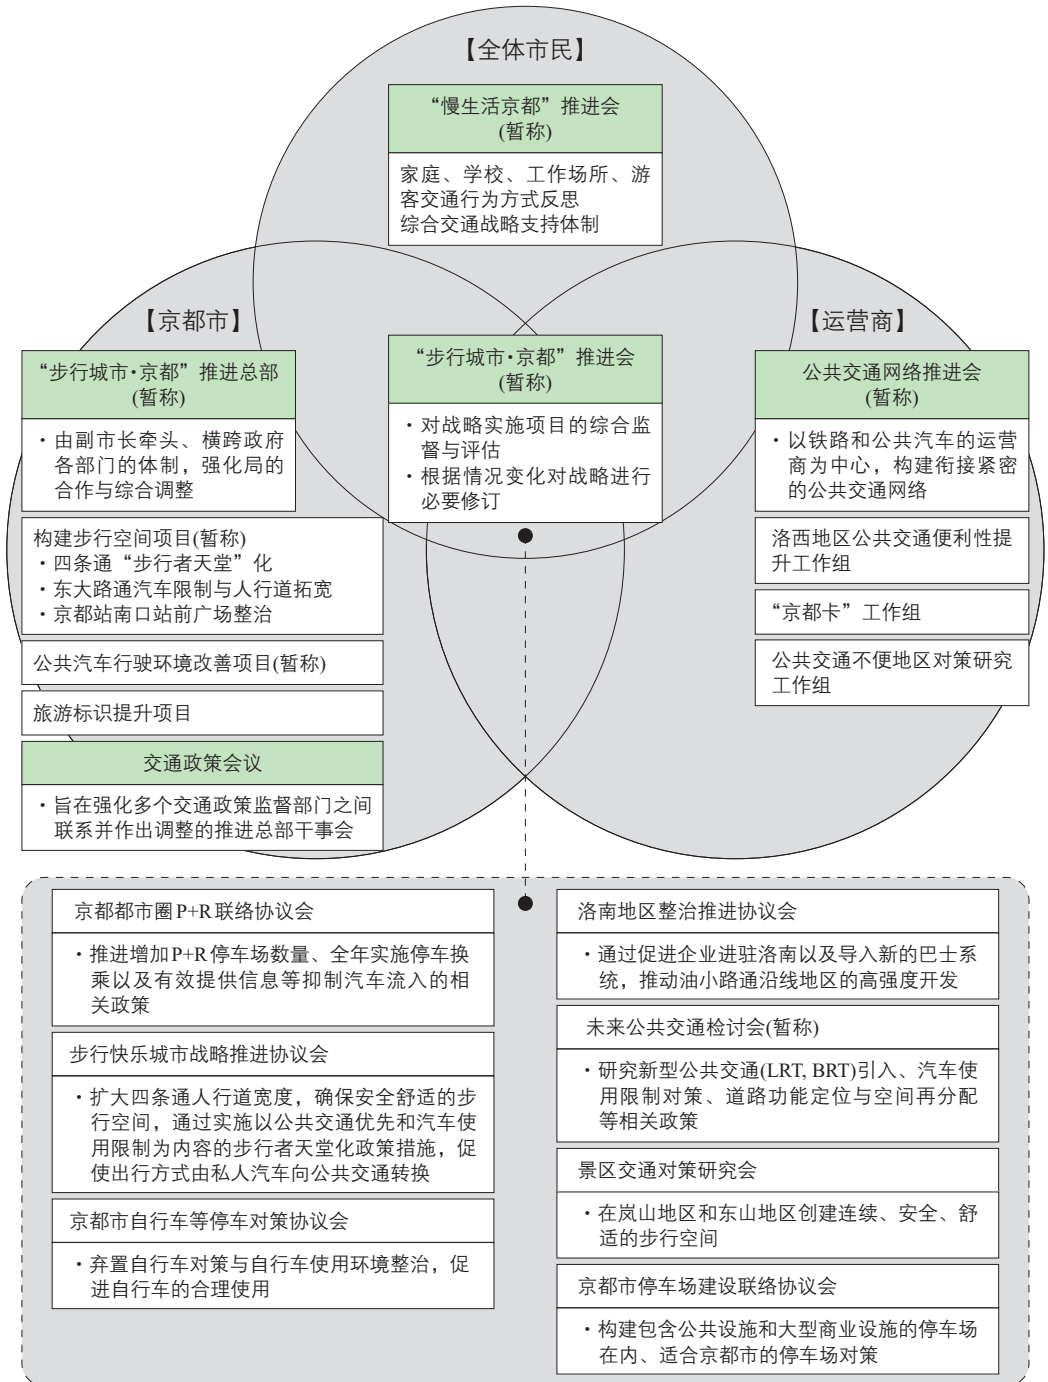 【全体市民】
“慢生活京都”推进会
(暂称)
家庭、学校、工作场所、游
客交通行为方式反思
综合交通战略支持体制
【京都市】
“步行城市·京都”推进总部
(暂称)
·由副市长牵头、横跨政府
各部门的体制，强化局的
合作与综合调整
构建步行空间项目(暂称)
·四条通“步行者天堂”化
·东大路通汽车限制与人行道拓宽
·京都站南口站前广场整治
公共汽车行驶环境改善项目(暂称)
旅游标识提升项目
交通政策会议
·旨在强化多个交通政策监督部门之间
联系并作出调整的推进总部干事会
“步行城市·京都”推进会
(暂称)
·对战略实施项目的综合监
督与评估
·根据情况变化对战略进行
必要修订
【运营商】
公共交通网络推进会
(暂称)
·以铁路和公共汽车的运营
商为中心，构建衔接紧密
的公共交通网络
洛西地区公共交通便利性提
升工作组
“京都卡”工作组
公共交通不便地区对策研究
工作组
京都都市圈P+R联络协议会
·推进增加P+R停车场数量、全年实施停车换
乘以及有效提供信息等抑制汽车流入的相
关政策
步行快乐城市战略推进协议会
·扩大四条通人行道宽度，确保安全舒适的步
行空间，通过实施以公共交通优先和汽车使
用限制为内容的步行者天堂化政策措施，促
使出行方式由私人汽车向公共交通转换
京都市自行车等停车对策协议会
·弃置自行车对策与自行车使用环境整治，促
进自行车的合理使用
洛南地区整治推进协议会
·通过促进企业进驻洛南以及导入新的巴士系
统，推动油小路通沿线地区的高强度开发
未来公共交通检讨会(暂称)
·研究新型公共交通(LRT, BRT)引入、汽车使
用限制对策、道路功能定位与空间再分配
等相关政策
景区交通对策研究会
·在岚山地区和东山地区创建连续、安全、舒
适的步行空间
京都市停车场建设联络协议会
·构建包含公共设施和大型商业设施的停车场
在内、适合京都市的停车场对策